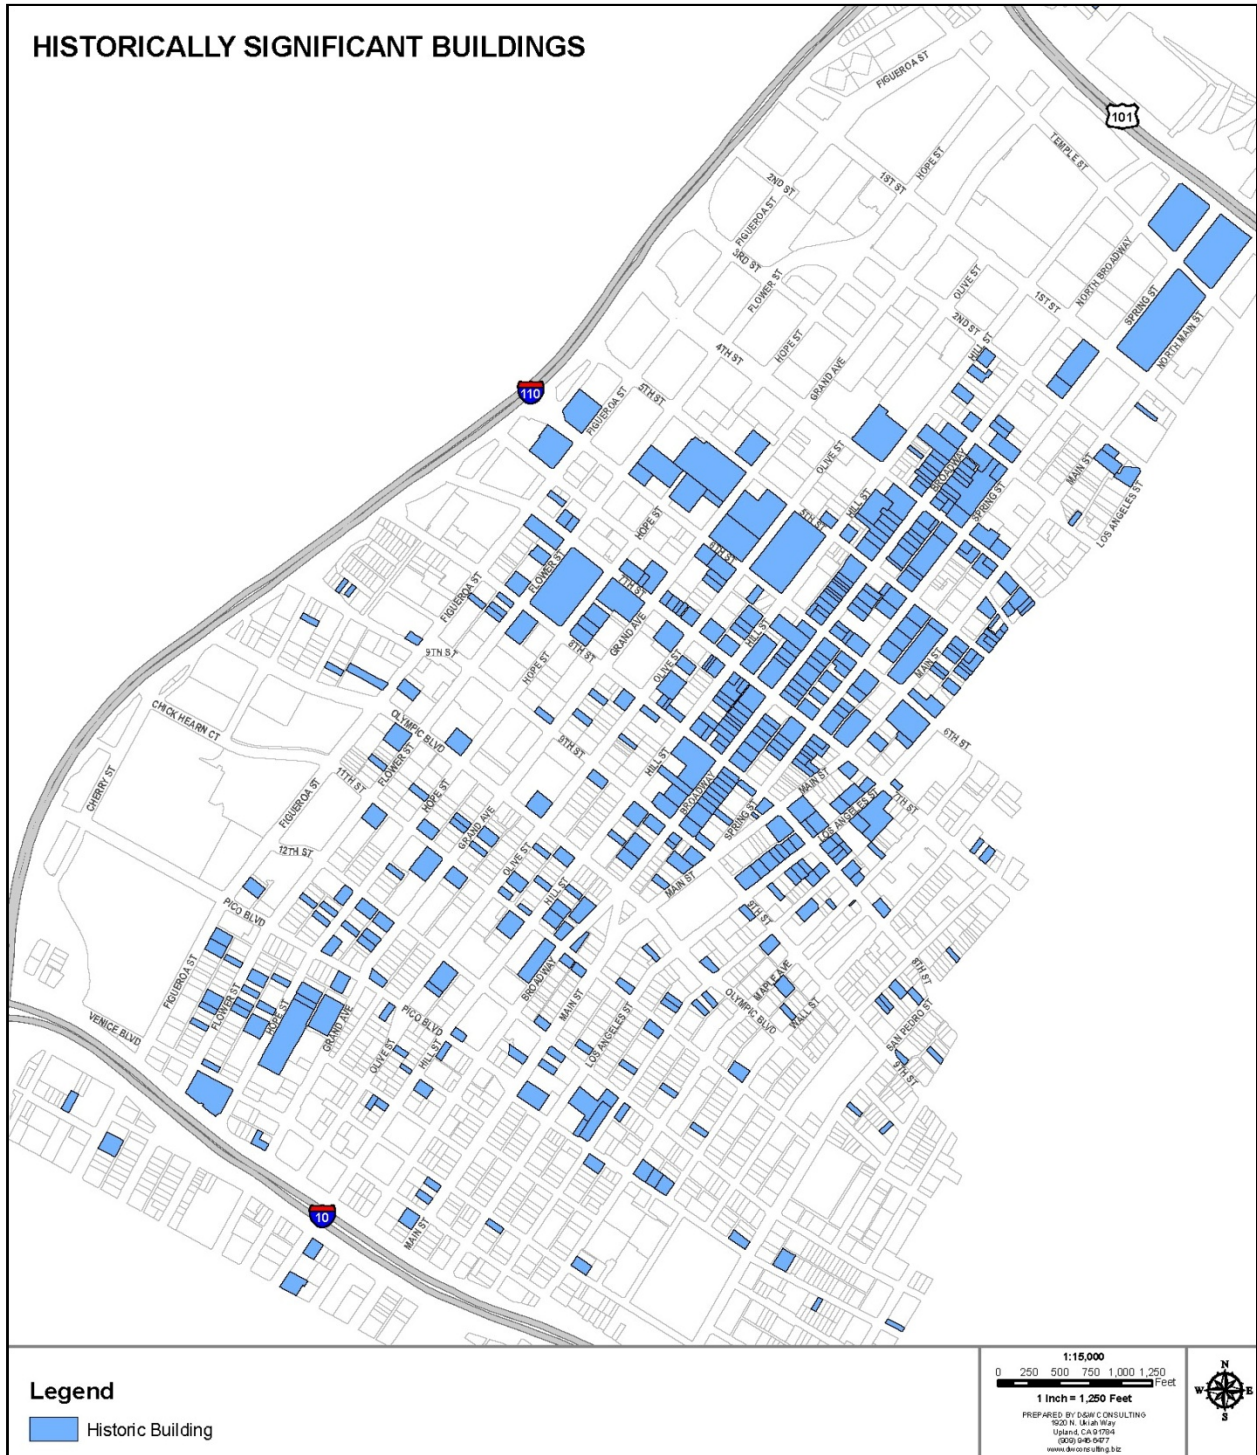 HISTORICALLY SIGNIFICANT BUILDINGS
FIGUEROA ST
101
TEMPLE ST
HOPE ST
1ST ST
2ND ST
FIGUEROA ST
3RD ST
FLOWER ST
NORTH BROADWAY
OLIVE ST
1ST ST
SPRING ST
NORTH MAIN ST
2ND ST
HILL ST
4TH ST
HOPE ST
GRAND AVE
110
FIGUEROA ST
5TH ST
OLIVE ST
BROADWAY
MAIN ST
HILL ST
SPRING ST
LOS ANGELES ST
HOPE ST
5TH ST
6TH ST
FLOWER ST
7TH ST
FIGUEROA ST
GRAND AVE
HILL ST
8TH ST
9TH S
HOPE ST
OLIVE ST
MAIN ST
CHICK HEARN CT
OLYMPIC BLVD
9TH ST
HILL ST
6TH ST
FLOWER ST
11TH ST
CHERRY ST
FIGUEROA ST
HOPE ST
BROADWAY
MAIN ST
7TH ST
SPRING ST
LOS ANGELES ST
GRAND AVE
12TH ST
OLIVE ST
MAIN ST
HILL ST
PICO BLVD
9TH ST
FIGUEROA ST
BROADWAY
8TH ST
MAPLE AVE
FLOWER ST
HOPE ST
MAIN ST
OLYMPIC BLVD
WALL ST
VENICE BLVD
GRAND AVE
PICO BLVD
LOS ANGELES ST
SAN PEDRO ST
OLIVE ST
HILL ST
9TH ST
10
MAIN ST
Legend
Historic Building
1:15,000
0 250 500 750 1,000 1,250
Feet
1 Inch = 1,250 Feet
PREPARED BY D&W CONSULTING
1920 N. Ukiah Way
Upland, CA 91784
(909) 946-6477
www.dwconsulting.biz
N
W E
S